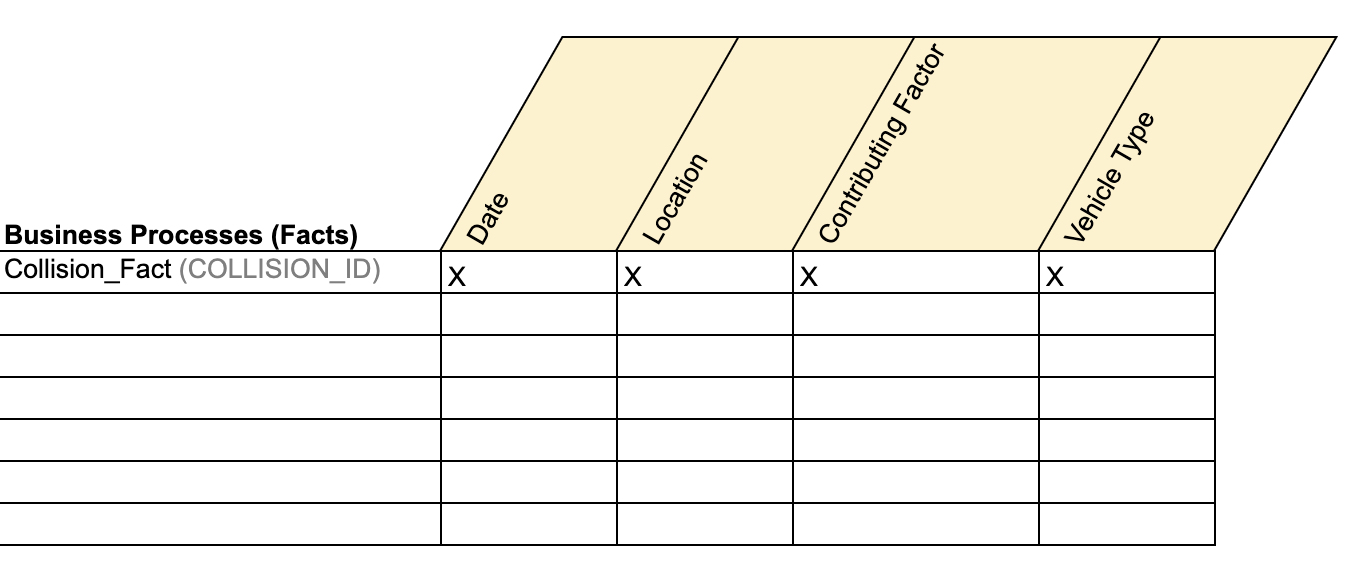 Date
Location
Contributing Factor
Vehicle Type
Business Processes (Facts)
Collision_Fact (COLLISION_ID)
X
X
X
X